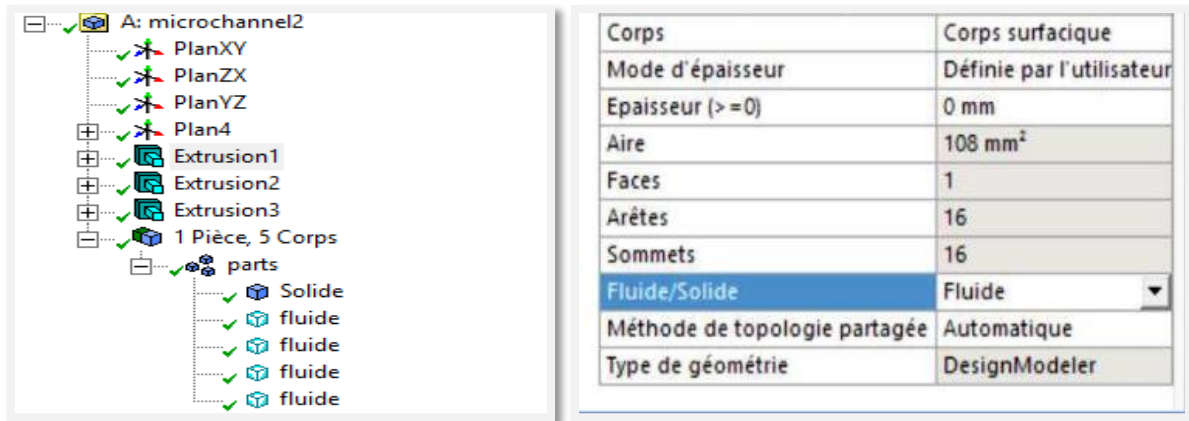 A: microchannel2
PlanXY
PlanZX
PlanYZ
Plan4
Extrusion1
Extrusion2
Extrusion3
1 Pièce, 5 Corps
parts
Solide
fluide
fluide
fluide
fluide
Corps Corps surfacique
Mode d'épaisseur Définie par l'utilisateur
Epaisseur (>=0) 0 mm
Aire 108 mm²
Faces 1
Arêtes 16
Sommets 16
Fluide/Solide Fluide
Méthode de topologie partagée Automatique
Type de géométrie DesignModeler